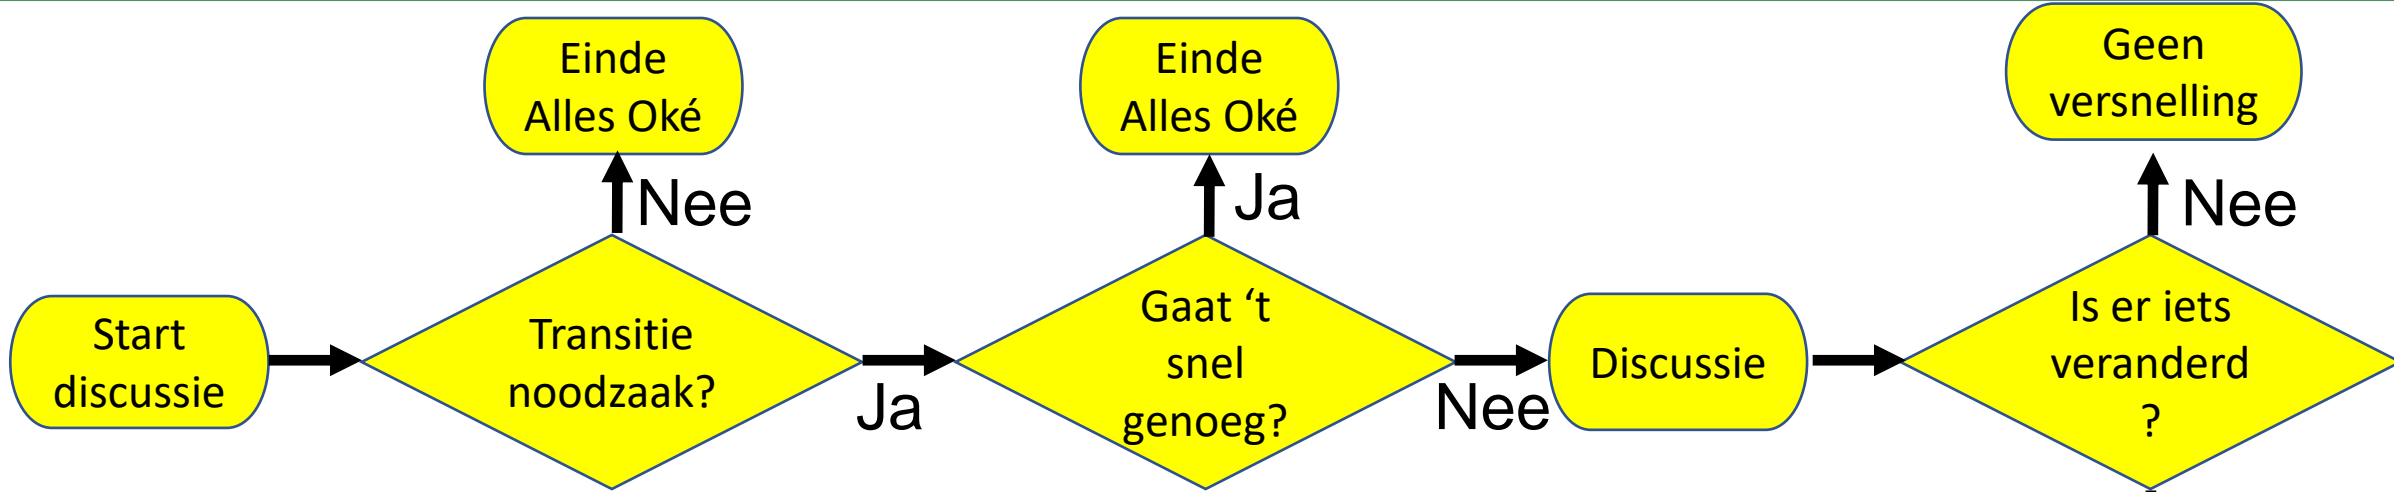 Einde
Alles Oké
Einde
Alles Oké
Geen
versnelling
Nee
Ja
Nee
Start
discussie
Transitie
noodzaak?
Ja
Gaat ‘t
snel
genoeg?
Nee
Discussie
Is er iets
veranderd
?